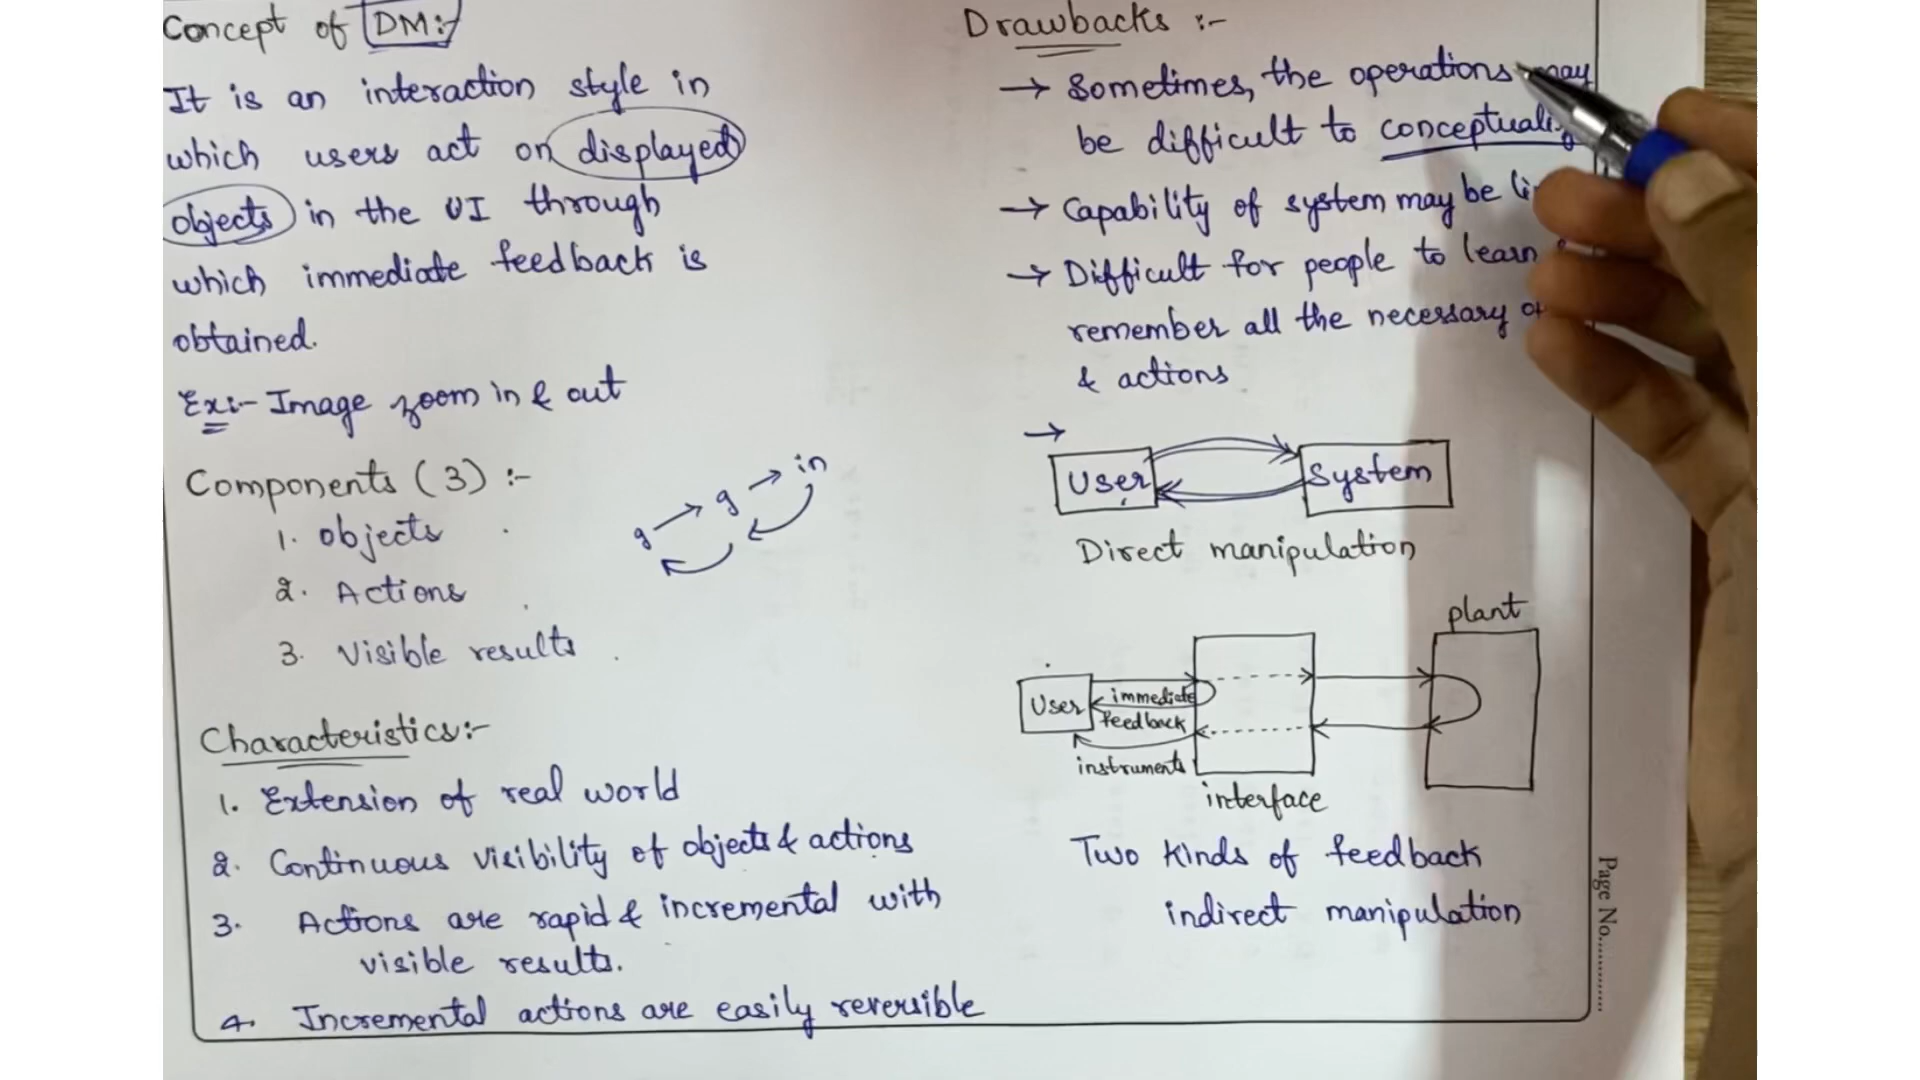 Concept of DM:-
It is an interaction style in
which users act on displayed
objects in the UI through
which immediate feedback is
obtained.
Ex:- Image zoom in & out
Components (3) :-
1. objects
2. Actions
3. Visible results
g → g → in
Characteristics:-
1. Extension of real world
2. Continuous visibility of objects & actions
3. Actions are rapid & incremental with
visible results.
4. Incremental actions are easily reversible
Drawbacks :-
→ Sometimes, the operations may
be difficult to
→ Capability of system may be
→ Difficult for people to learn
remember all the necessary
& actions
→
User
System
Direct manipulation
plant
User
immediate
feedback
instruments
interface
Two kinds of feedback
indirect manipulation
Page No.............